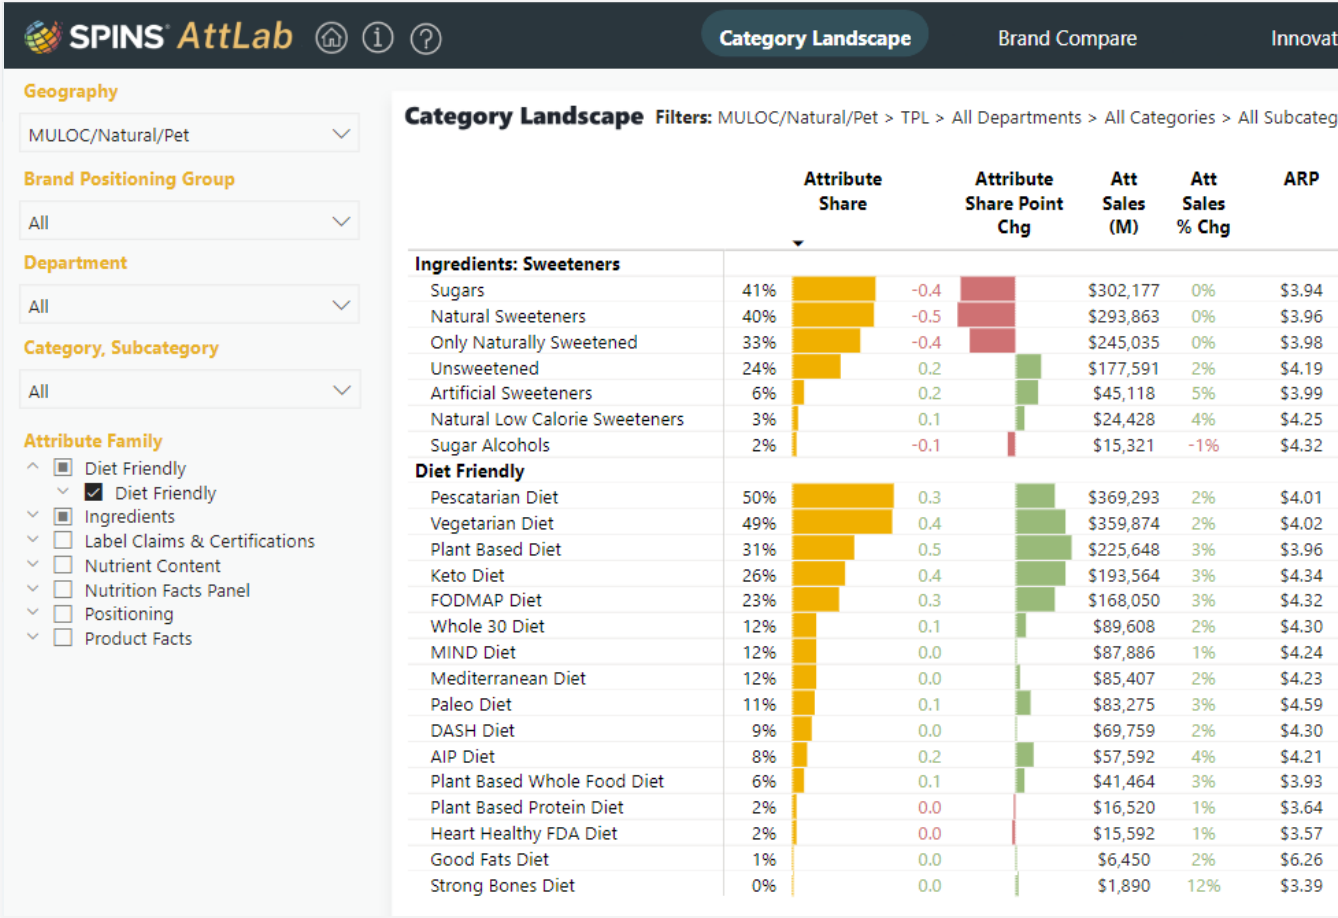 SPINS AttLab
Category Landscape
Brand Compare
Innovat
Geography
MULOC/Natural/Pet
Brand Positioning Group
All
Department
All
Category, Subcategory
All
Attribute Family
Diet Friendly
Diet Friendly
Ingredients
Label Claims & Certifications
Nutrient Content
Nutrition Facts Panel
Positioning
Product Facts
Category Landscape Filters: MULOC/Natural/Pet > TPL > All Departments > All Categories > All Subcateg
Attribute Share
Attribute Share Point Chg
Att Sales (M)
Att Sales % Chg
ARP
Ingredients: Sweeteners
Sugars 41% -0.4 $302,177 0% $3.94
Natural Sweeteners 40% -0.5 $293,863 0% $3.96
Only Naturally Sweetened 33% -0.4 $245,035 0% $3.98
Unsweetened 24% 0.2 $177,591 2% $4.19
Artificial Sweeteners 6% 0.2 $45,118 5% $3.99
Natural Low Calorie Sweeteners 3% 0.1 $24,428 4% $4.25
Sugar Alcohols 2% -0.1 $15,321 -1% $4.32
Diet Friendly
Pescatarian Diet 50% 0.3 $369,293 2% $4.01
Vegetarian Diet 49% 0.4 $359,874 2% $4.02
Plant Based Diet 31% 0.5 $225,648 3% $3.96
Keto Diet 26% 0.4 $193,564 3% $4.34
FODMAP Diet 23% 0.3 $168,050 3% $4.32
Whole 30 Diet 12% 0.1 $89,608 2% $4.30
MIND Diet 12% 0.0 $87,886 1% $4.24
Mediterranean Diet 12% 0.0 $85,407 2% $4.23
Paleo Diet 11% 0.1 $83,275 3% $4.59
DASH Diet 9% 0.0 $69,759 2% $4.30
AIP Diet 8% 0.2 $57,592 4% $4.21
Plant Based Whole Food Diet 6% 0.1 $41,464 3% $3.93
Plant Based Protein Diet 2% 0.0 $16,520 1% $3.64
Heart Healthy FDA Diet 2% 0.0 $15,592 1% $3.57
Good Fats Diet 1% 0.0 $6,450 2% $6.26
Strong Bones Diet 0% 0.0 $1,890 12% $3.39